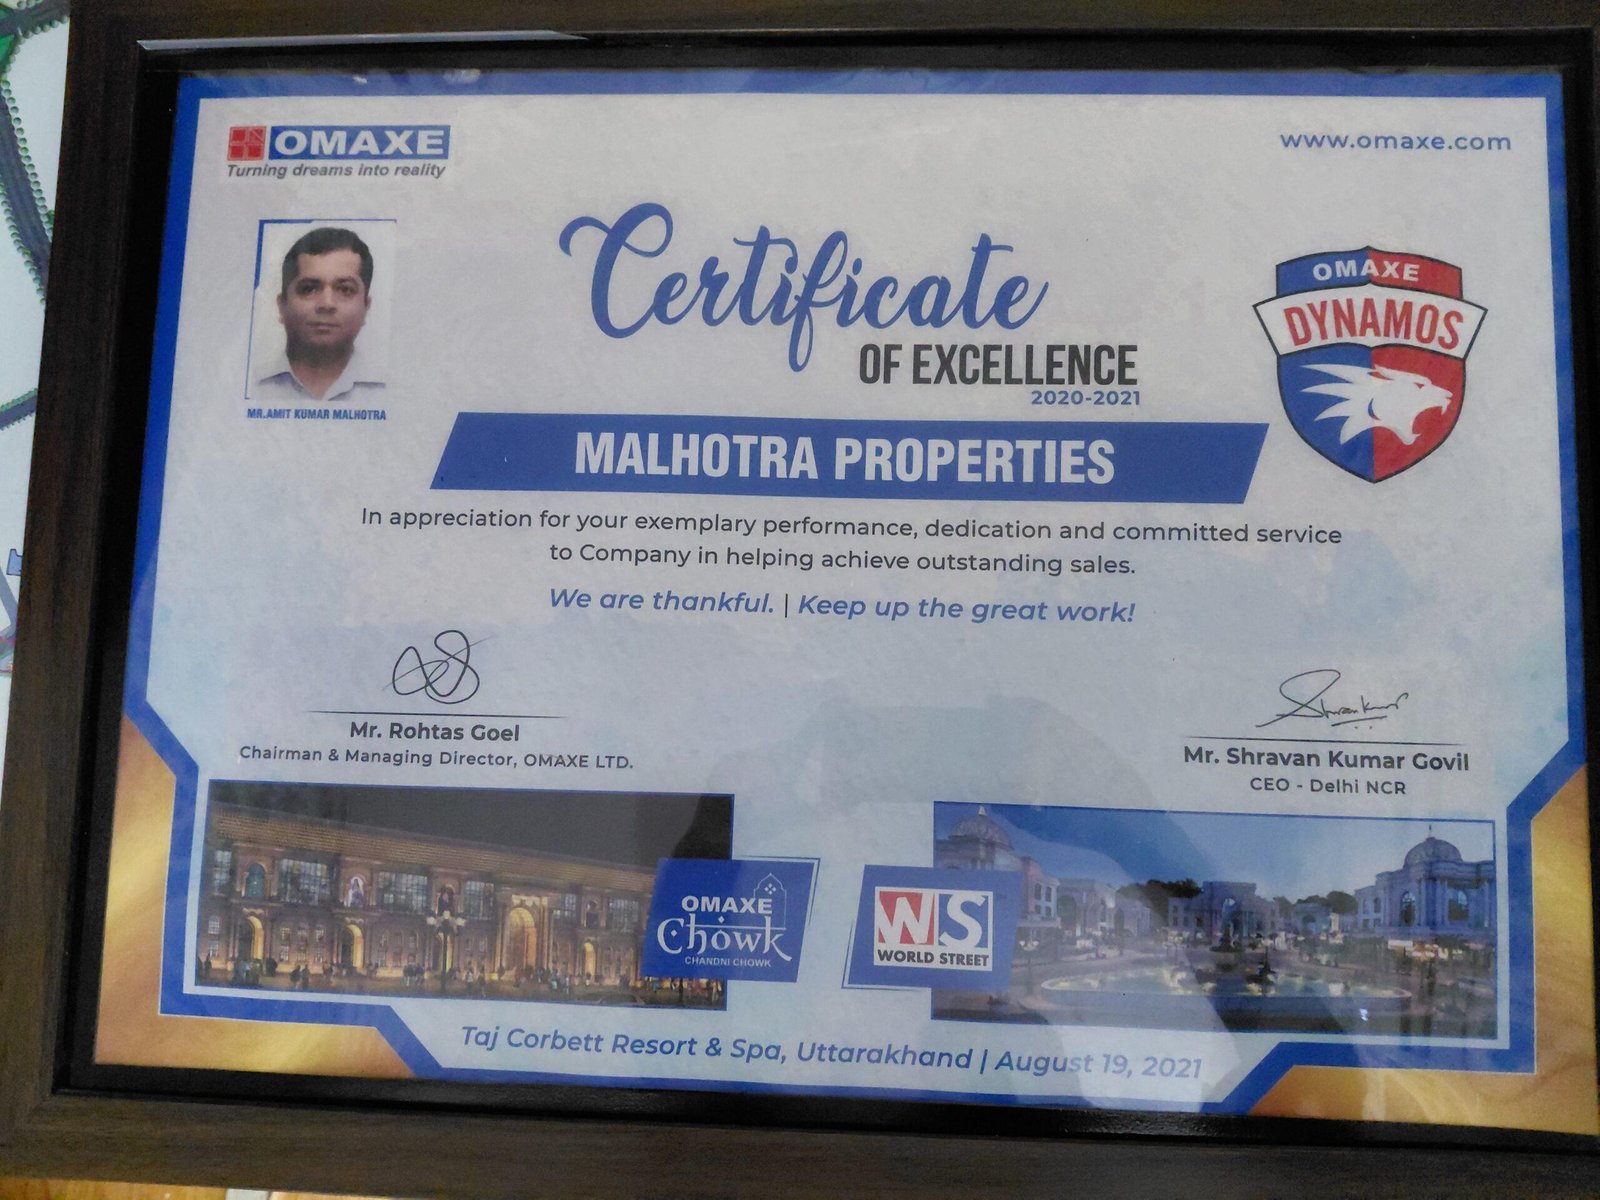 OMAXE
Turning dreams into reality
www.omaxe.com
MR.AMIT KUMAR MALHOTRA
Certificate
OF EXCELLENCE
2020-2021
OMAXE
DYNAMOS
MALHOTRA PROPERTIES
In appreciation for your exemplary performance, dedication and committed service
to Company in helping achieve outstanding sales.
We are thankful. | Keep up the great work!
Mr. Rohtas Goel
Chairman & Managing Director, OMAXE LTD.
Shravan Kumar
Mr. Shravan Kumar Govil
CEO - Delhi NCR
OMAXE
Chowk
CHANDNI CHOWK
WS
WORLD STREET
Taj Corbett Resort & Spa, Uttarakhand | August 19, 2021